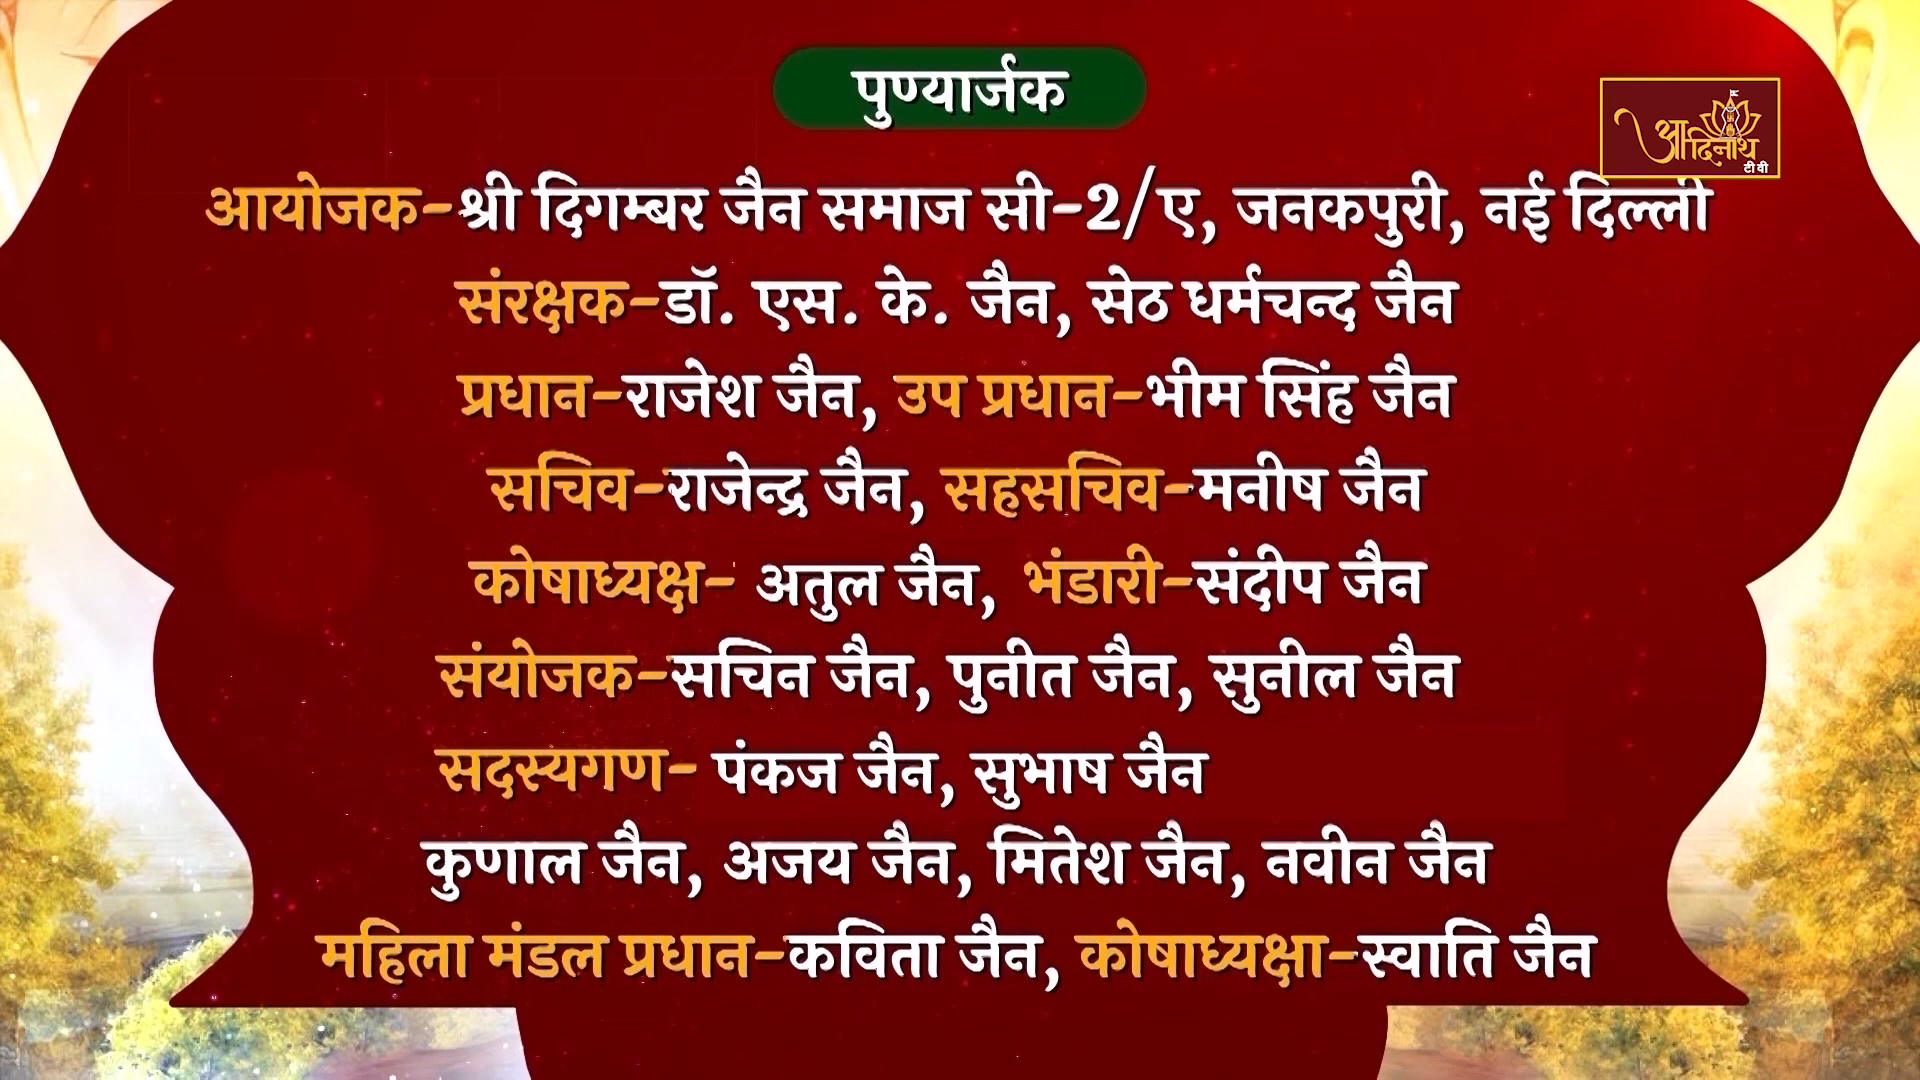 पुण्यार्जक
आदिनाथ
टीवी
आयोजक-श्री दिगम्बर जैन समाज सी-2/ए, जनकपुरी, नई दिल्ली
संरक्षक-डॉ. एस. के. जैन, सेठ धर्मचन्द जैन
प्रधान-राजेश जैन, उप प्रधान-भीम सिंह जैन
सचिव-राजेन्द्र जैन, सहसचिव-मनीष जैन
कोषाध्यक्ष- अतुल जैन, भंडारी-संदीप जैन
संयोजक-सचिन जैन, पुनीत जैन, सुनील जैन
सदस्यगण- पंकज जैन, सुभाष जैन
कुणाल जैन, अजय जैन, मितेश जैन, नवीन जैन
महिला मंडल प्रधान-कविता जैन, कोषाध्यक्षा-स्वाति जैन